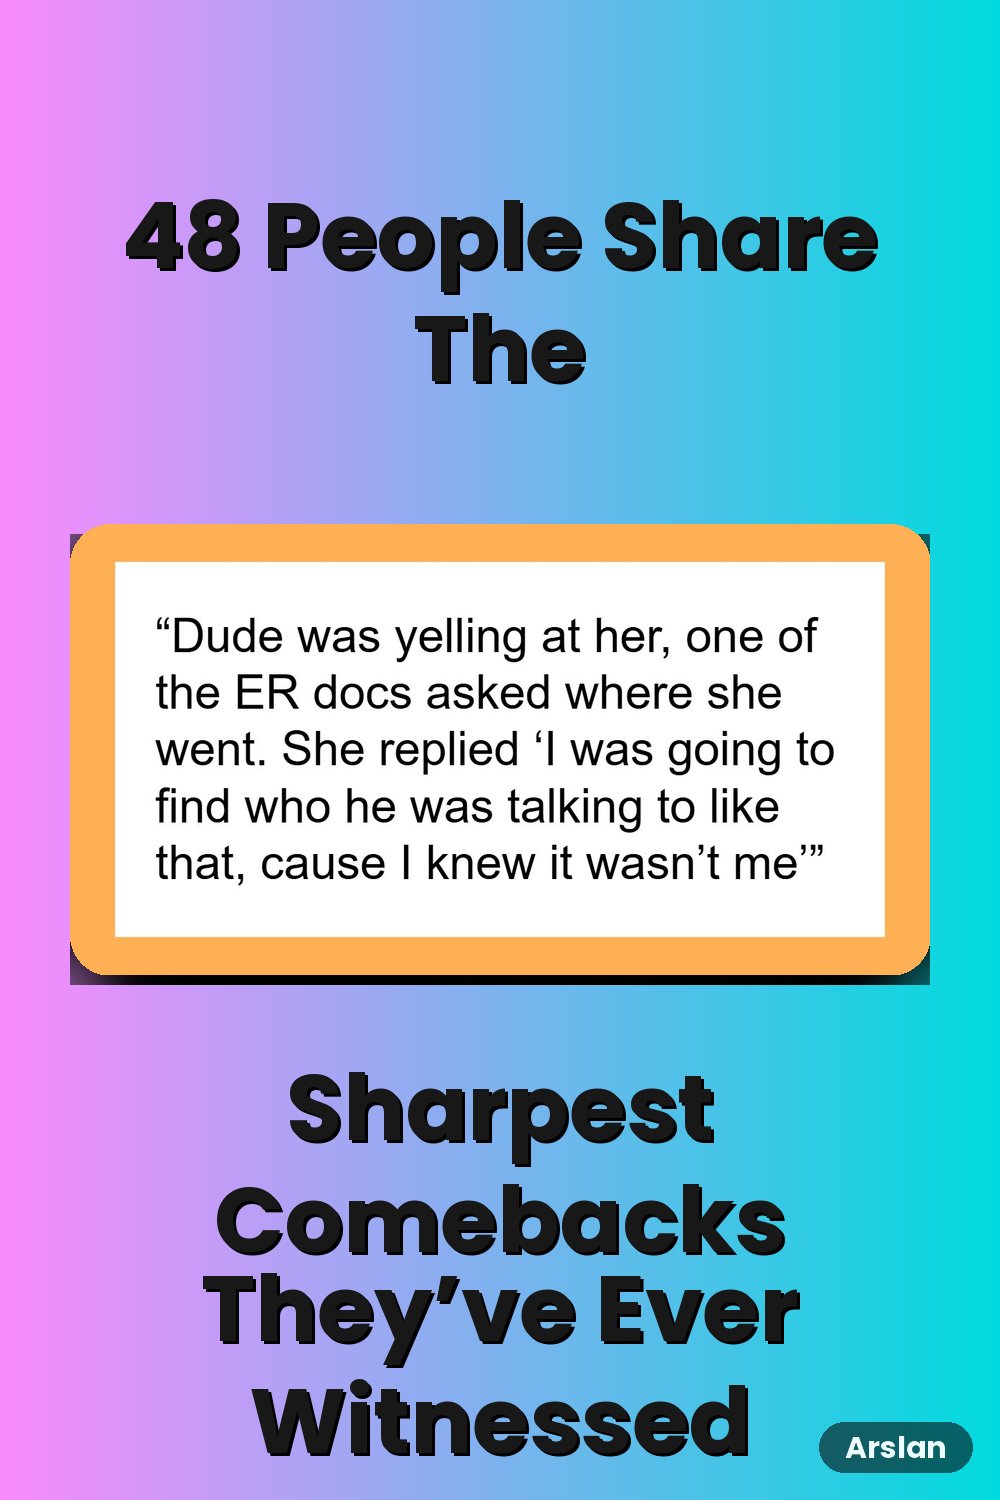 48 People Share
The
“Dude was yelling at her, one of
the ER docs asked where she
went. She replied ‘I was going to
find who he was talking to like
that, cause I knew it wasn’t me’”
Sharpest
Comebacks
They’ve Ever
Witnessed
Arslan